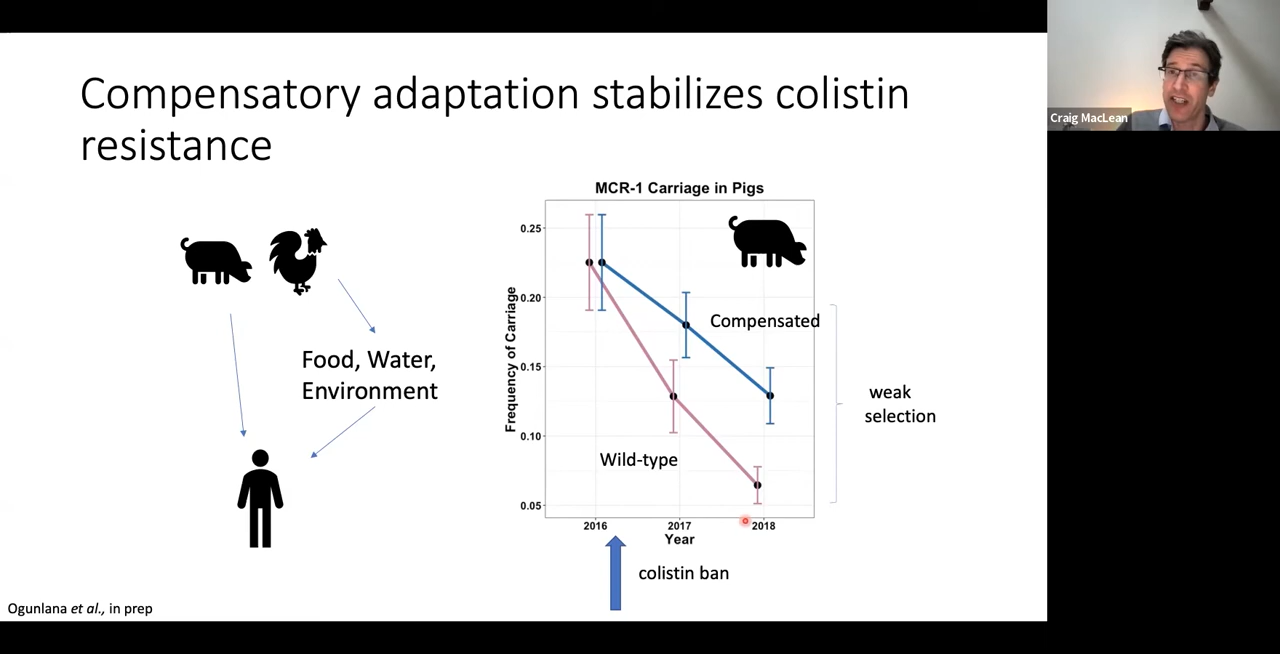 Compensatory adaptation stabilizes colistin
resistance
Craig MacLean
Food, Water,
Environment
MCR-1 Carriage in Pigs
Frequency of Carriage
0.25
0.20
0.15
0.10
0.05
Compensated
Wild-type
2016 2017 2018
Year
weak
selection
colistin ban
Ogunlana et al., in prep